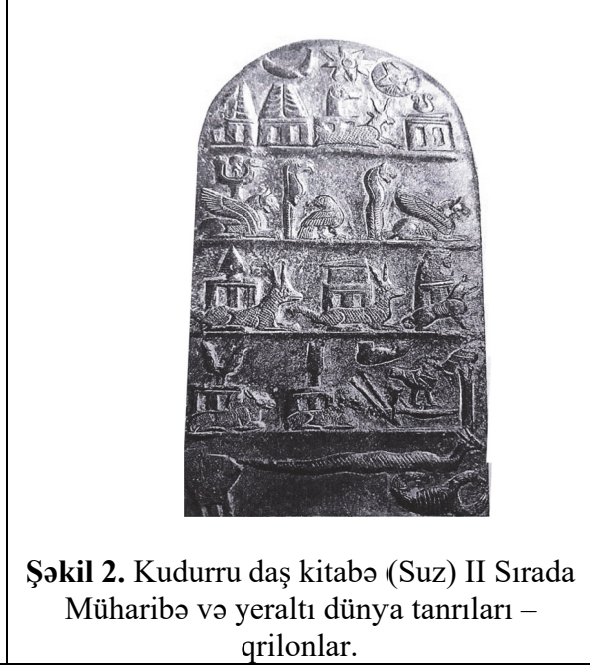 Şəkil 2. Kudurru daş kitabə (Suz) II Sırada
Müharibə və yeraltı dünya tanrıları –
qrilonlar.